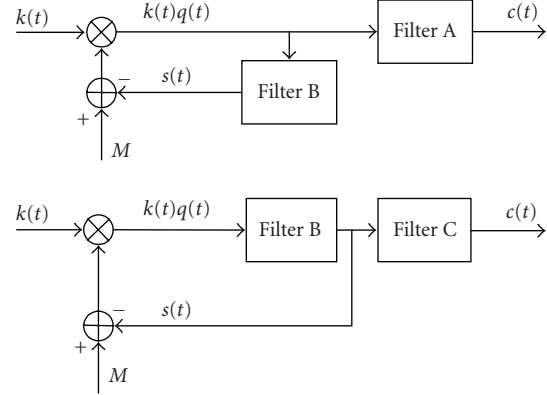 k(t) k(t)q(t) Filter A c(t)
− s(t) Filter B
+
M
k(t) k(t)q(t) Filter B Filter C c(t)
− s(t)
+
M